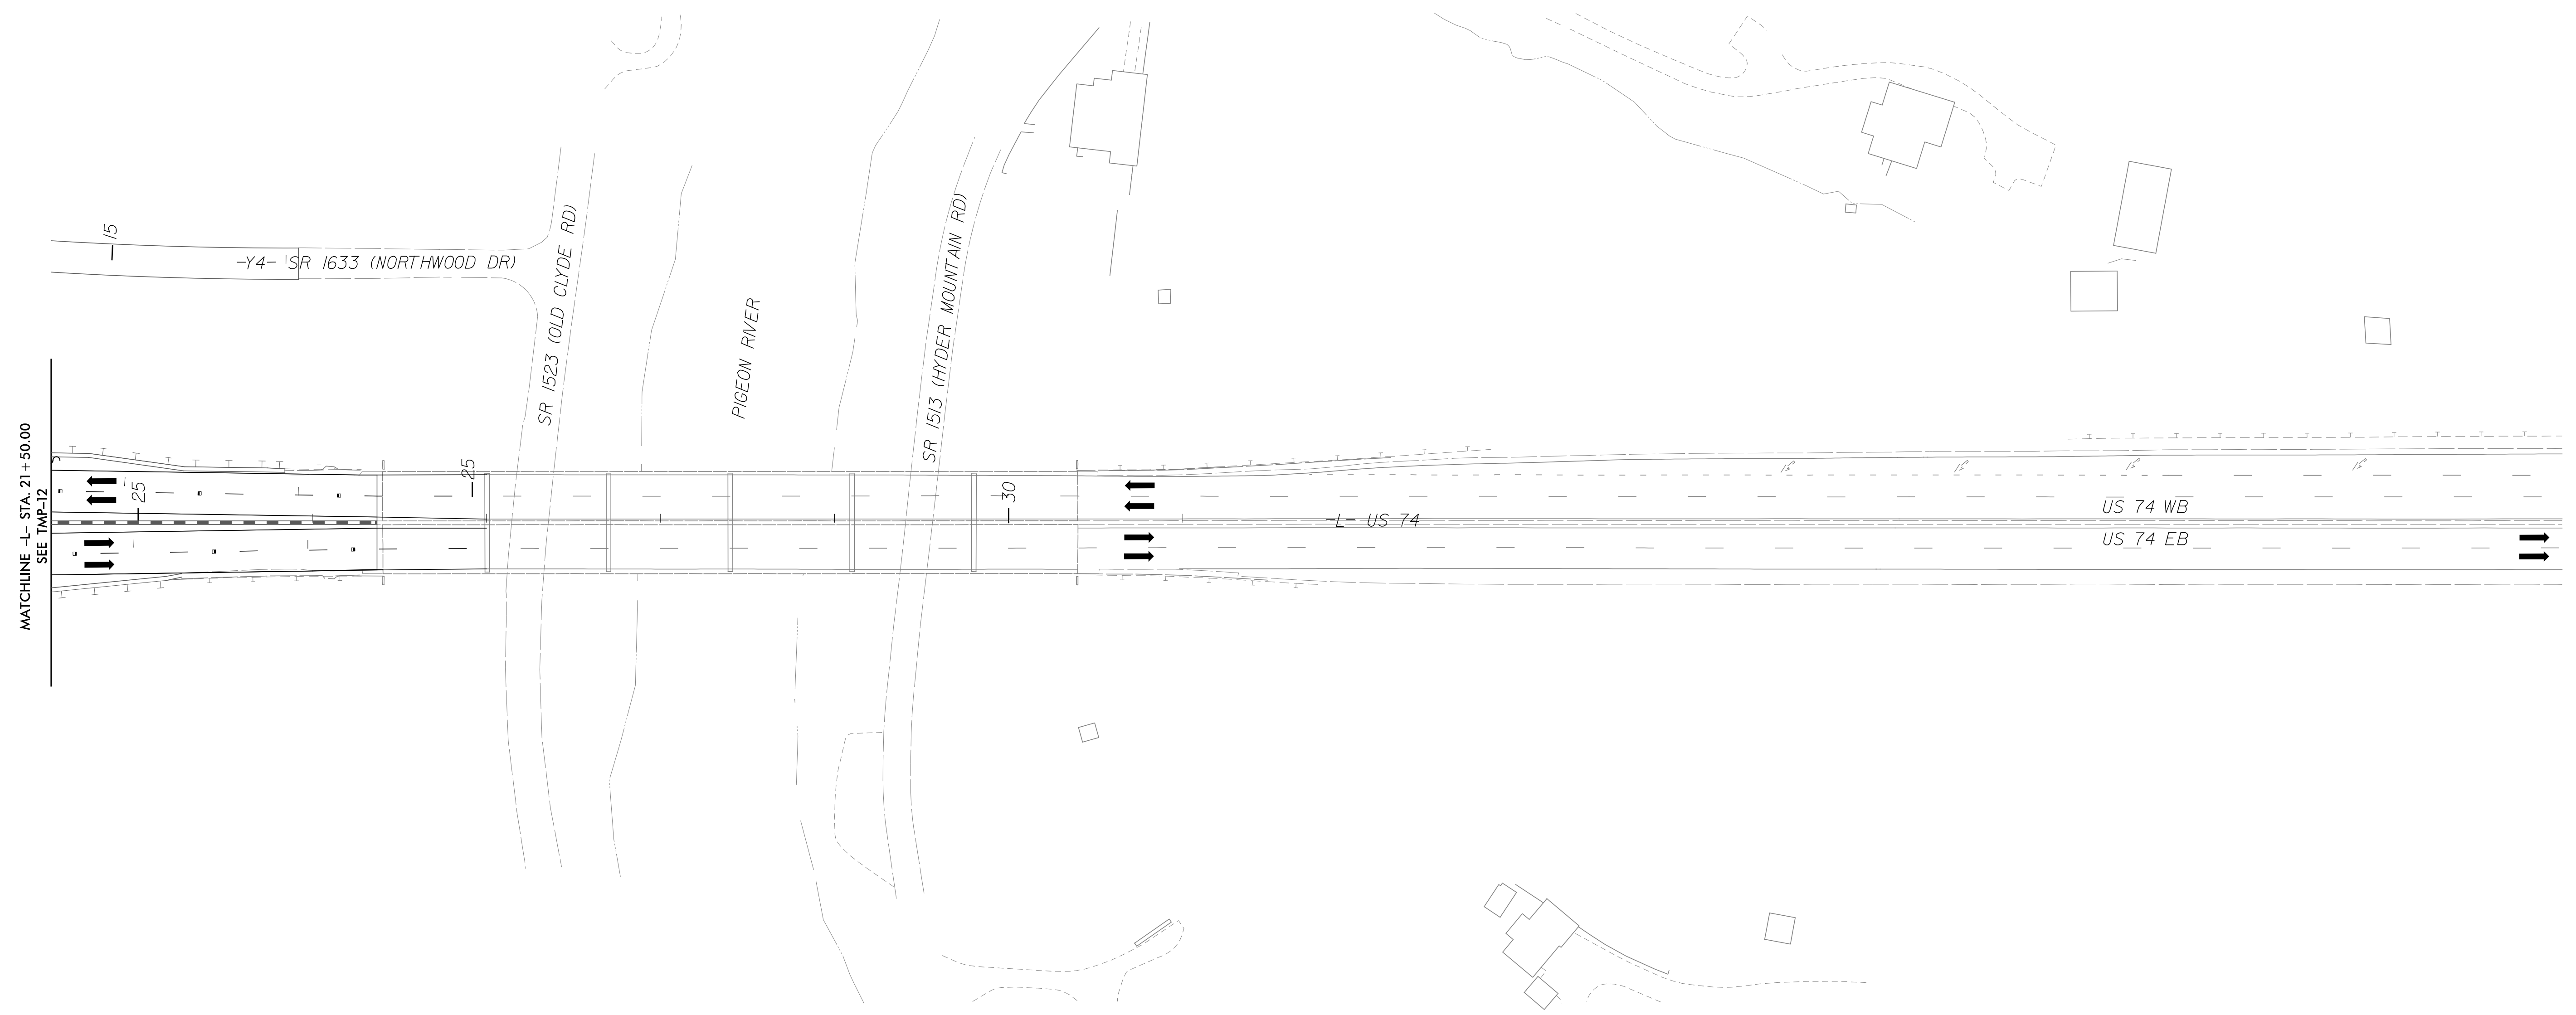 15
-Y4- SR 1633 (NORTHWOOD DR)
SR 1523 (OLD CLYDE RD)
PIGEON RIVER
SR 1513 (HYDER MOUNTAIN RD)
MATCHLINE -L- STA. 21 + 50.00
SEE TMP-12
25
25
30
-L- US 74
US 74 WB
US 74 EB